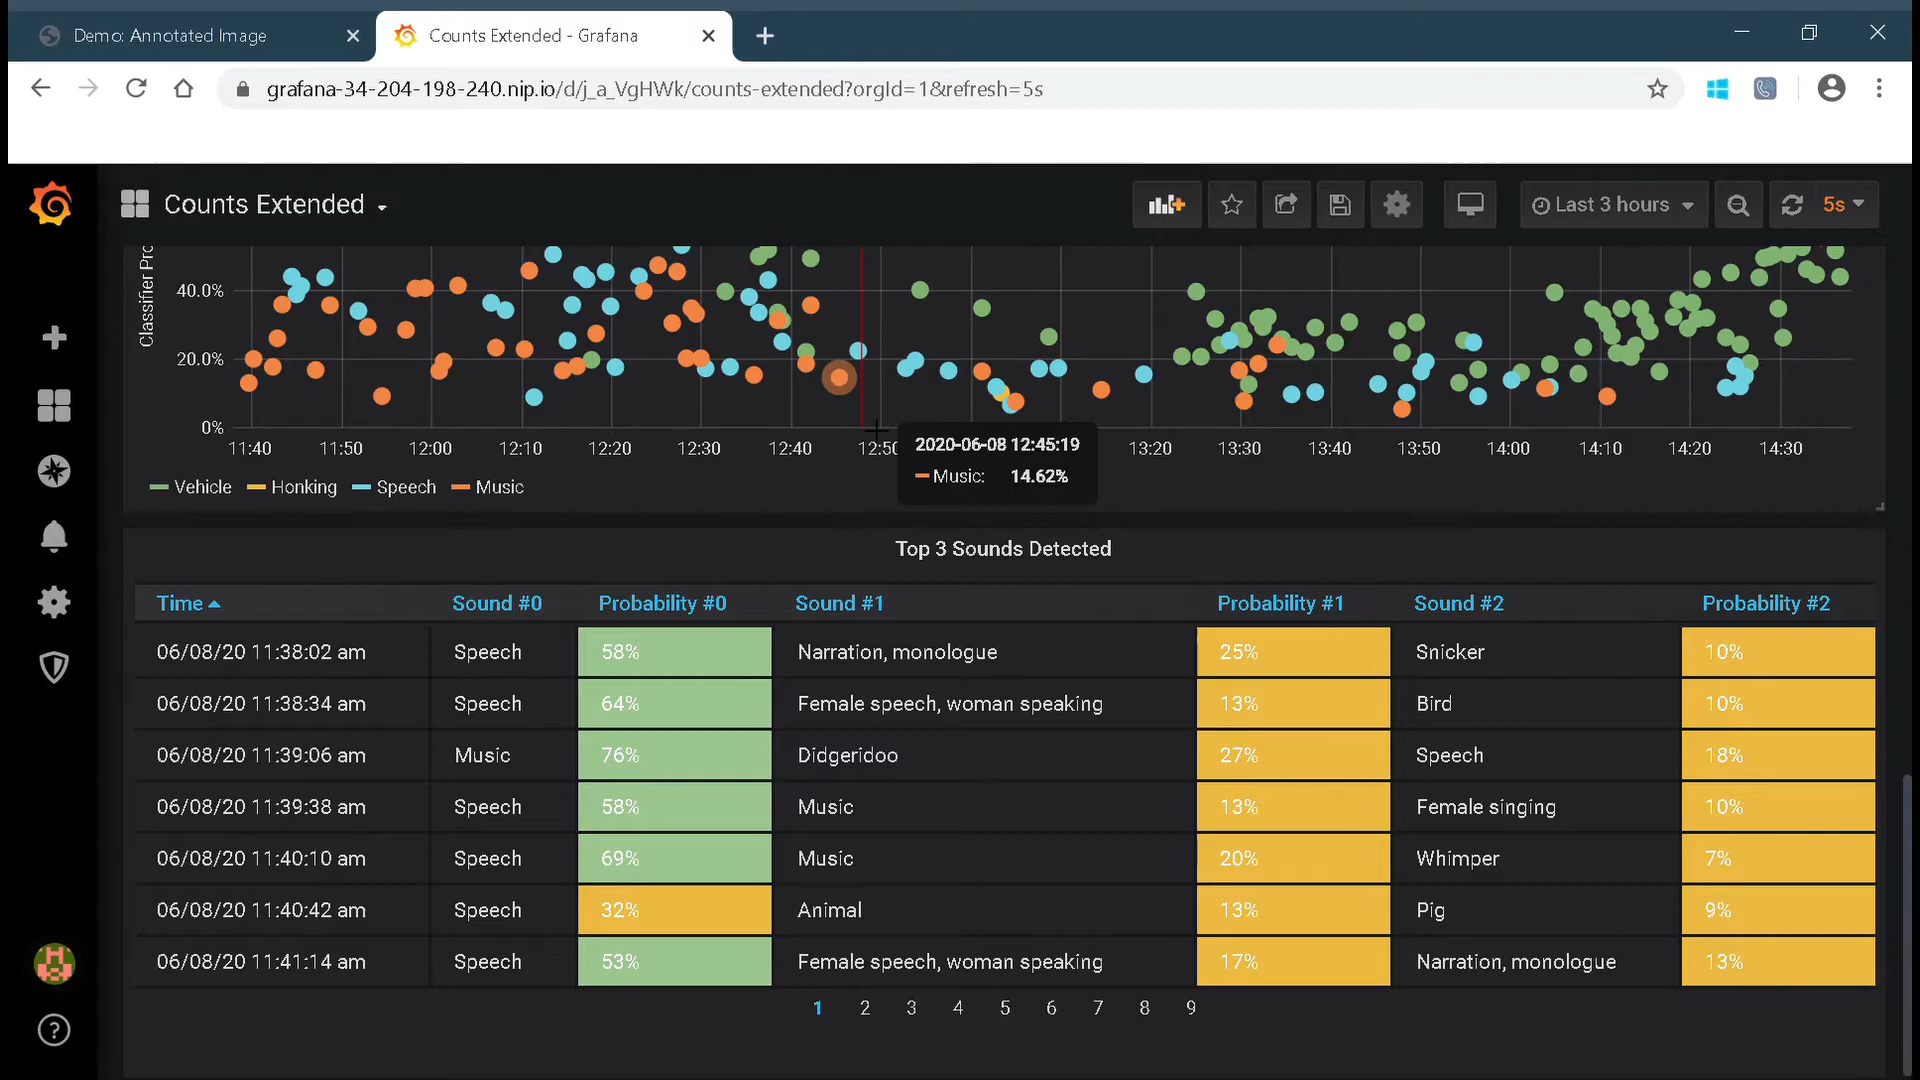 Demo: Annotated Image
Counts Extended - Grafana
grafana-34-204-198-240.nip.io/d/j_a_VgHWk/counts-extended?orgId=1&refresh=5s
Counts Extended
Last 3 hours
5s
Classifier Pro
40.0%
20.0%
0%
11:40 11:50 12:00 12:10 12:20 12:30 12:40 12:50 13:20 13:30 13:40 13:50 14:00 14:10 14:20 14:30
2020-06-08 12:45:19
Music: 14.62%
Vehicle Honking Speech Music
Top 3 Sounds Detected
Time Sound #0 Probability #0 Sound #1 Probability #1 Sound #2 Probability #2
06/08/20 11:38:02 am Speech 58% Narration, monologue 25% Snicker 10%
06/08/20 11:38:34 am Speech 64% Female speech, woman speaking 13% Bird 10%
06/08/20 11:39:06 am Music 76% Didgeridoo 27% Speech 18%
06/08/20 11:39:38 am Speech 58% Music 13% Female singing 10%
06/08/20 11:40:10 am Speech 69% Music 20% Whimper 7%
06/08/20 11:40:42 am Speech 32% Animal 13% Pig 9%
06/08/20 11:41:14 am Speech 53% Female speech, woman speaking 17% Narration, monologue 13%
1 2 3 4 5 6 7 8 9